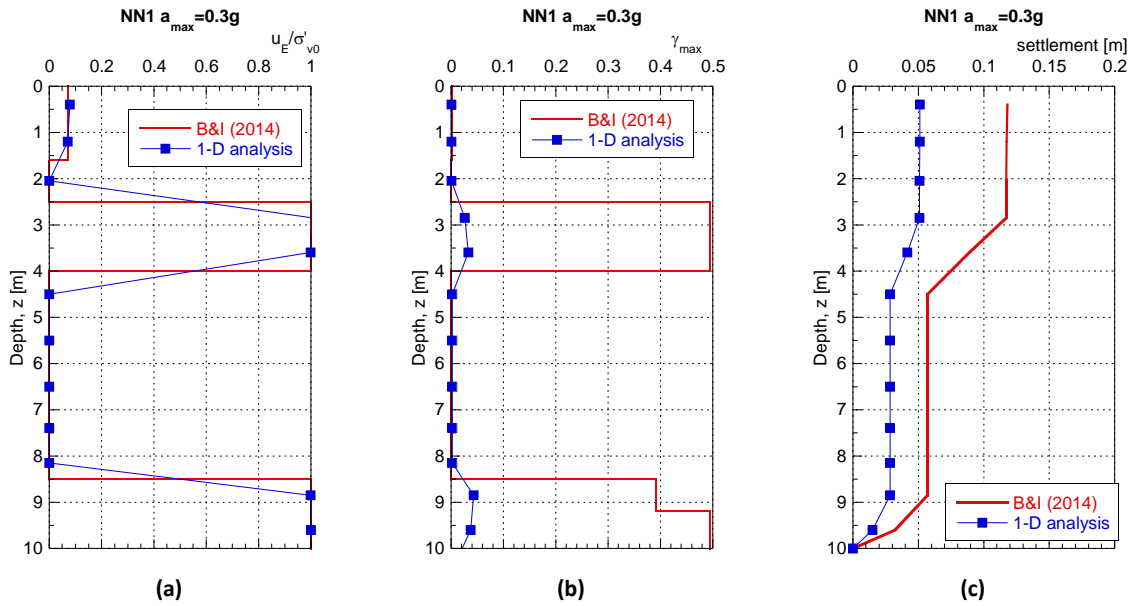 NN1 a_max=0.3g
u_E/σ'_v0
0 0.2 0.4 0.6 0.8 1
0
1
2
3
4
5
6
7
8
9
10
Depth, z [m]
B&I (2014)
1-D analysis
(a)
NN1 a_max=0.3g
γ_max
0 0.1 0.2 0.3 0.4 0.5
0
1
2
3
4
5
6
7
8
9
10
Depth, z [m]
B&I (2014)
1-D analysis
(b)
NN1 a_max=0.3g
settlement [m]
0 0.05 0.1 0.15 0.2
0
1
2
3
4
5
6
7
8
9
10
Depth, z [m]
B&I (2014)
1-D analysis
(c)